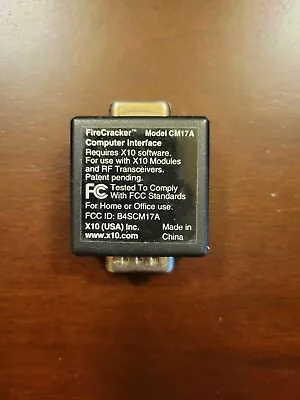 FireCracker™ Model CM17A
Computer Interface
Requires X10 software.
For use with X10 Modules
and RF Transceivers.
Patent pending.
FC Tested To Comply
With FCC Standards
For Home or Office use.
FCC ID: B4SCM17A
X10 (USA) Inc. Made in
www.x10.com China